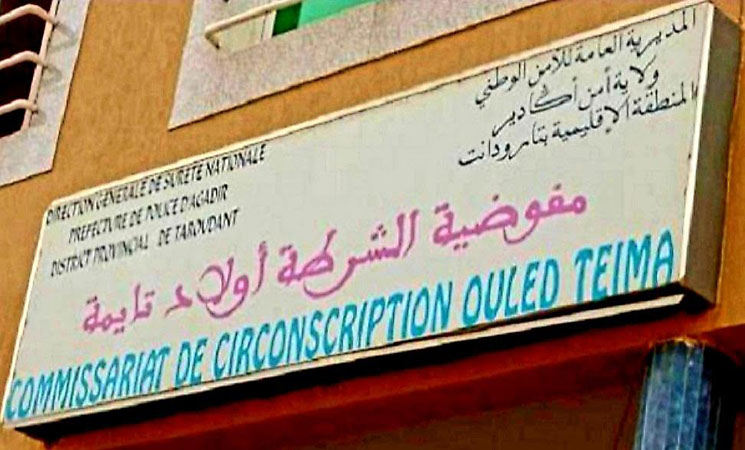 المديرية العامة للأمن الوطني
ولاية أمن أكادير
المنطقة الإقليمية بتارودانت
DIRECTION GENERALE DE SURETE NATIONALE
PREFECTURE DE POLICE D'AGADIR
DISTRICT PROVINCIAL DE TAROUDANT
مفوضية الشرطة أولاد تايمة
COMMISSARIAT DE CIRCONSCRIPTION OULED TEIMA